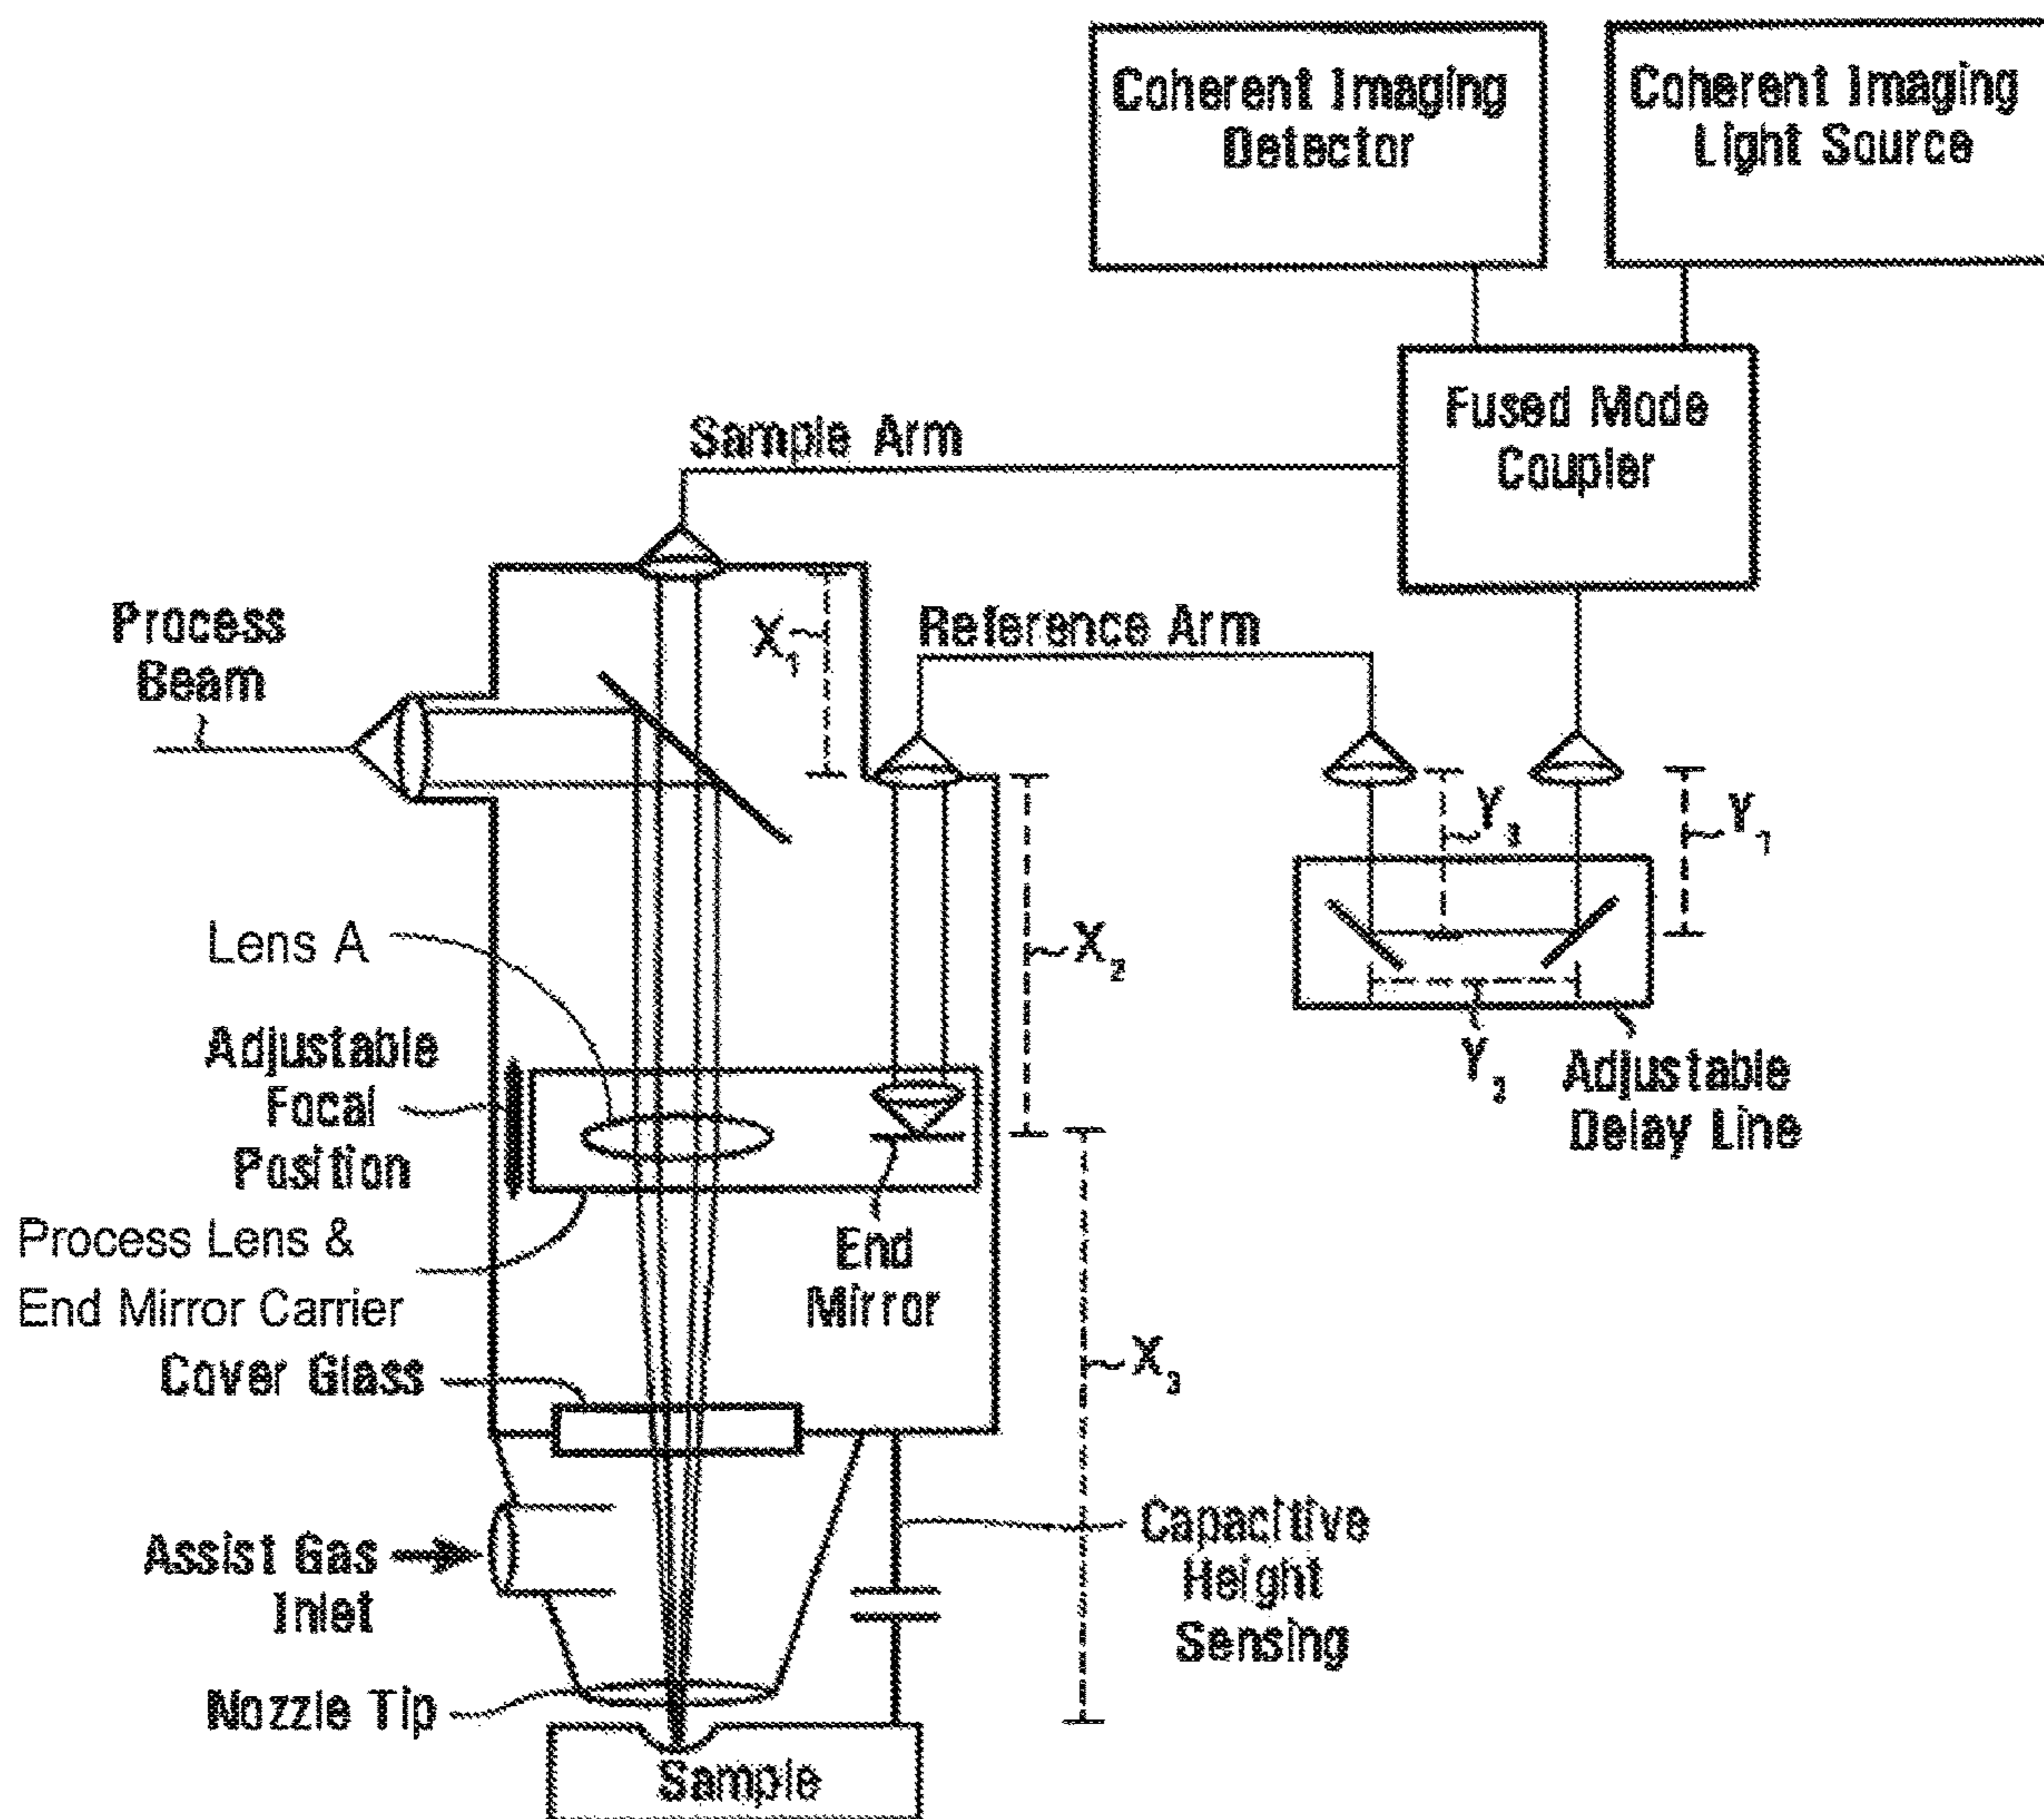 Coherent Imaging
Detector
Coherent Imaging
Light Source
Fused Mode
Coupler
Sample Arm
Process
Beam
X1
Reference Arm
Y3
Y1
Lens A
X2
Adjustable
Focal
Position
Y3
Adjustable
Delay Line
Process Lens &
End Mirror Carrier
End
Mirror
Cover Glass
X3
Assist Gas
Inlet
Capacitive
Height
Sensing
Nozzle Tip
Sample